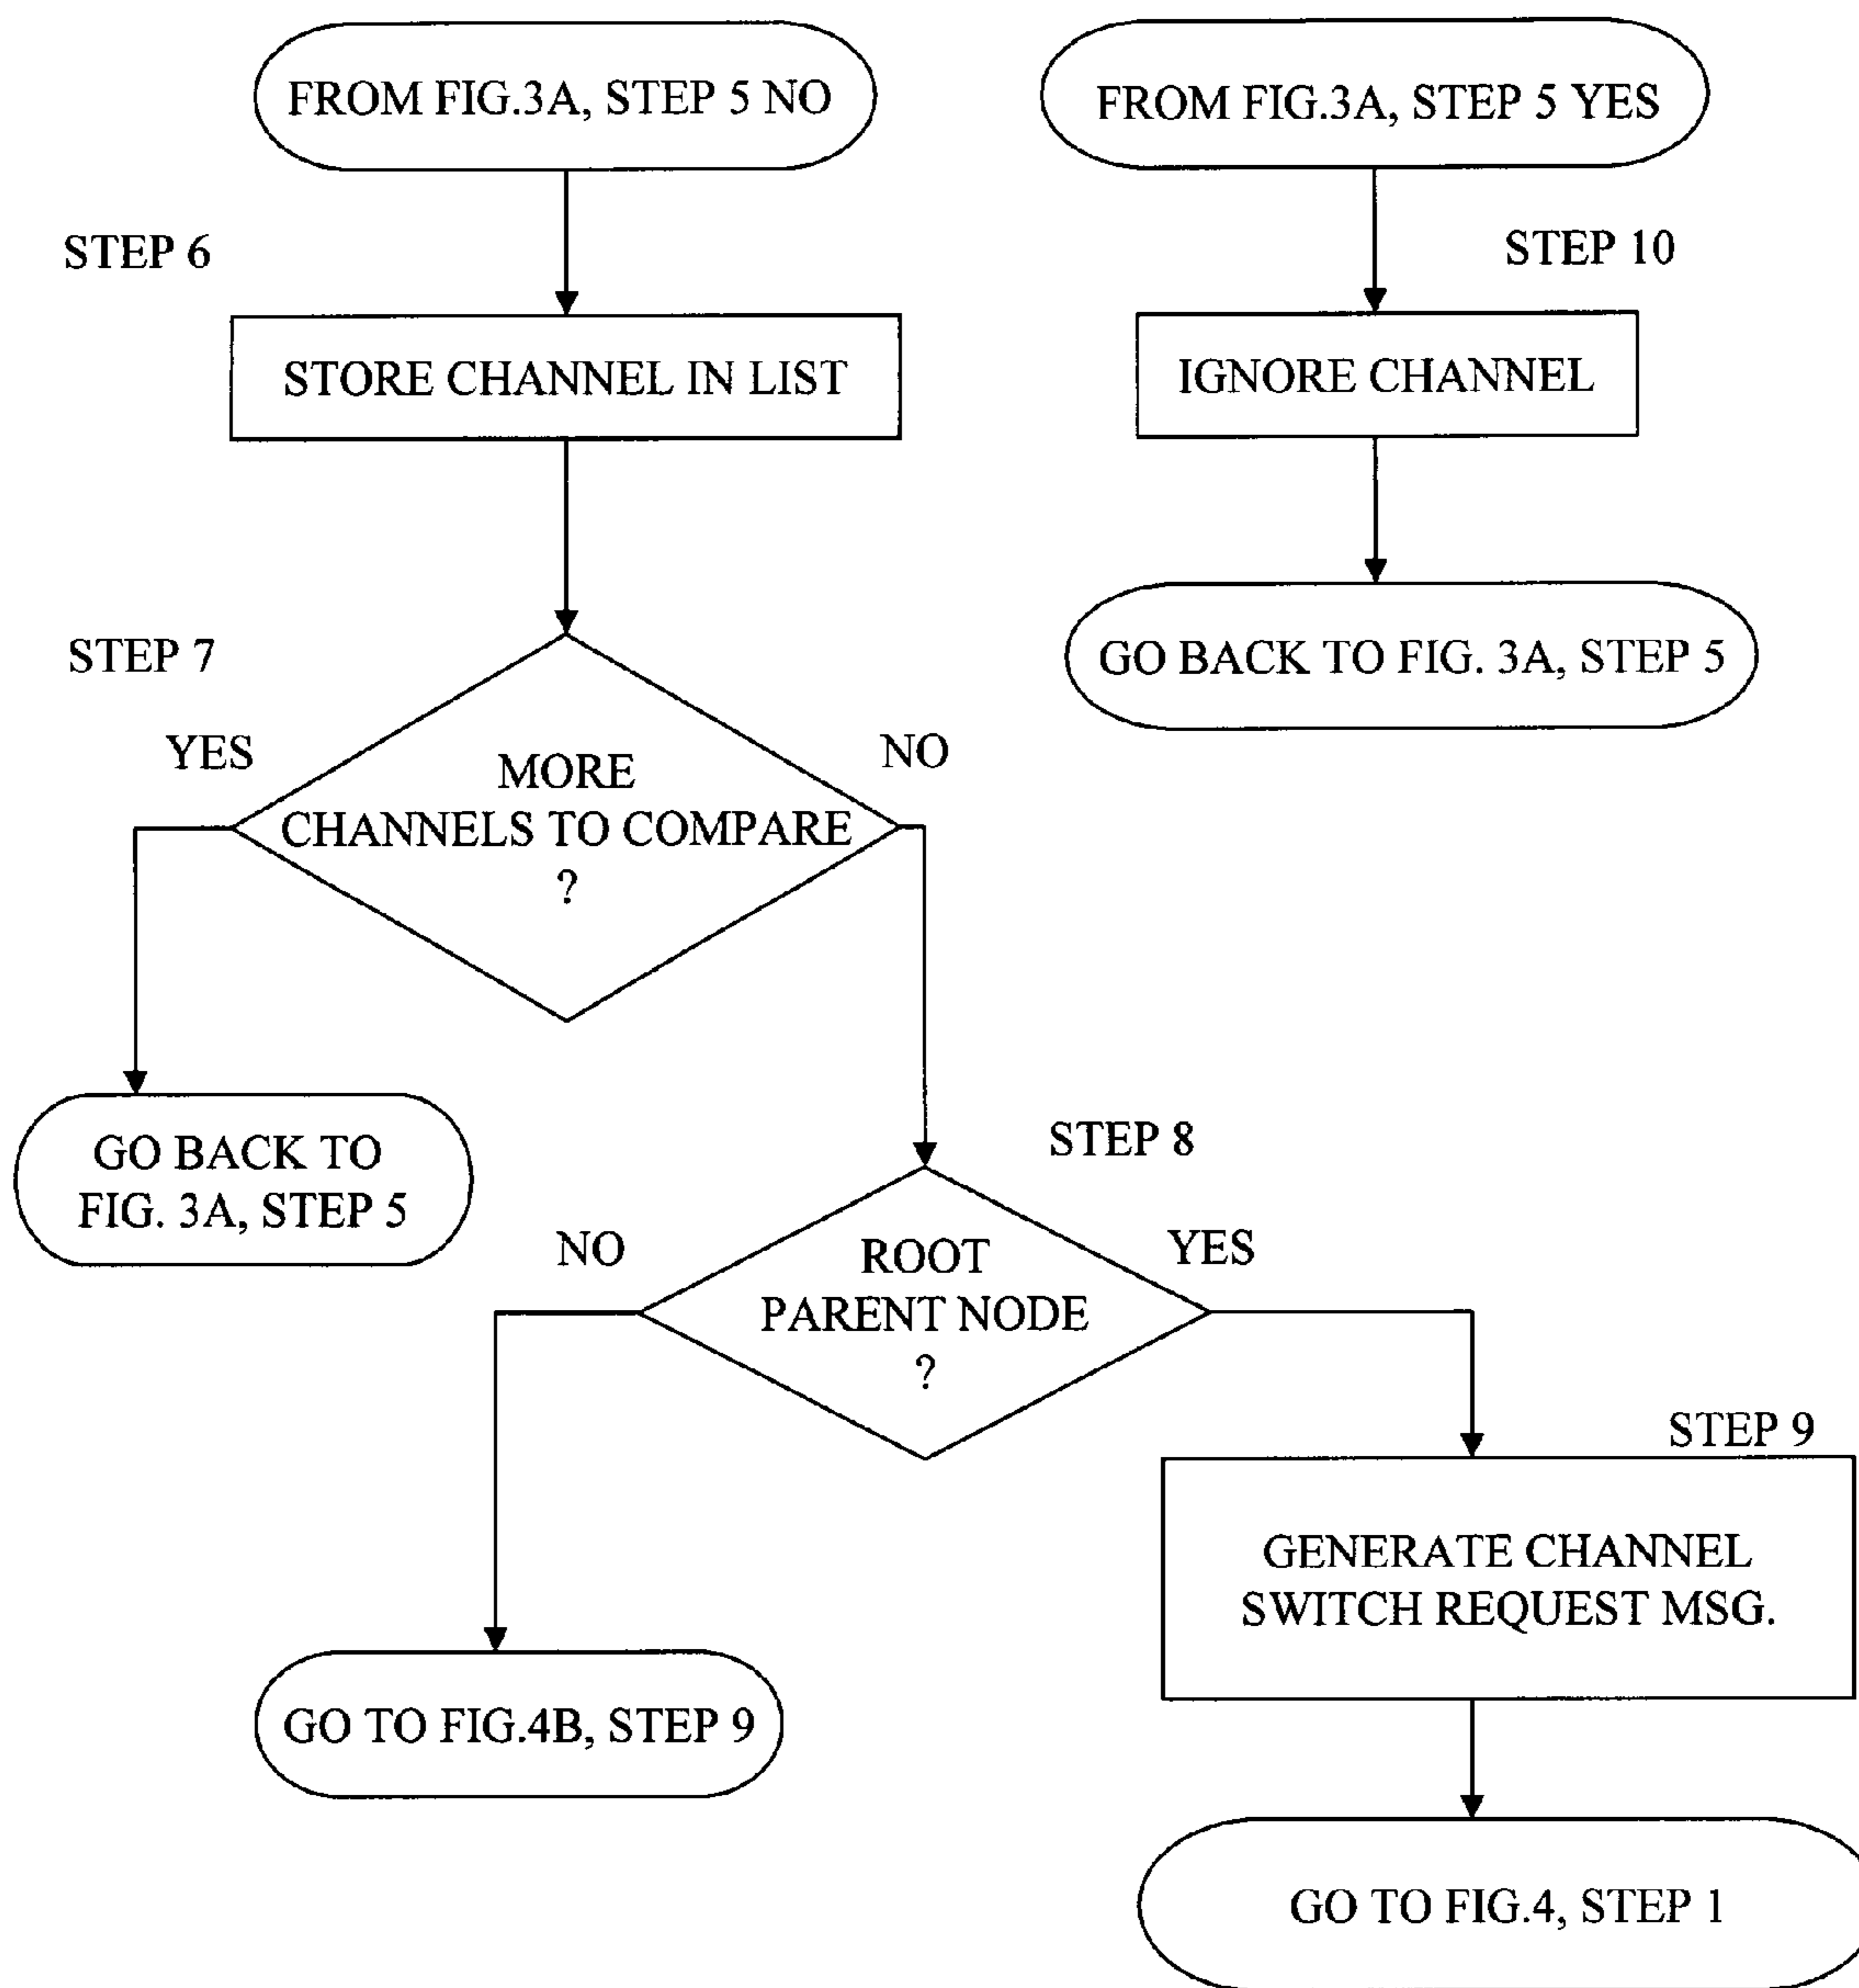 FROM FIG.3A, STEP 5 NO
FROM FIG.3A, STEP 5 YES
STEP 6
STEP 10
STORE CHANNEL IN LIST
IGNORE CHANNEL
STEP 7
GO BACK TO FIG. 3A, STEP 5
YES
NO
MORE
CHANNELS TO COMPARE
?
GO BACK TO
FIG. 3A, STEP 5
STEP 8
NO
YES
ROOT
PARENT NODE
?
STEP 9
GENERATE CHANNEL
SWITCH REQUEST MSG.
GO TO FIG.4B, STEP 9
GO TO FIG.4, STEP 1